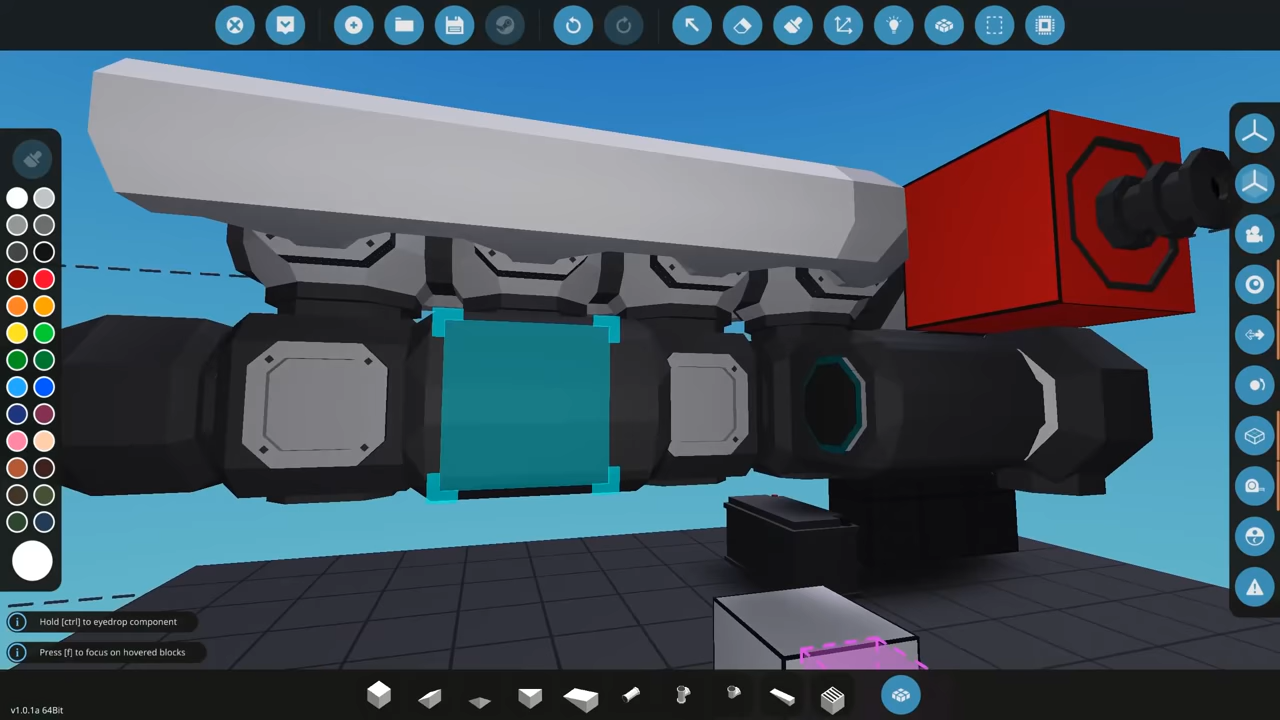 Hold [ctrl] to eyedrop component
Press [f] to focus on hovered blocks
v1.0.1a 64Bit